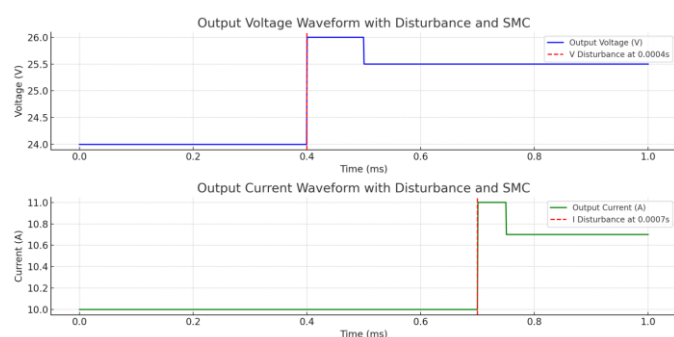 Output Voltage Waveform with Disturbance and SMC
26.0
25.5
25.0
24.5
24.0
Voltage (V)
Output Voltage (V)
V Disturbance at 0.0004s
0.0 0.2 0.4 0.6 0.8 1.0
Time (ms)
Output Current Waveform with Disturbance and SMC
11.0
10.8
10.6
10.4
10.2
10.0
Current (A)
Output Current (A)
I Disturbance at 0.0007s
0.0 0.2 0.4 0.6 0.8 1.0
Time (ms)